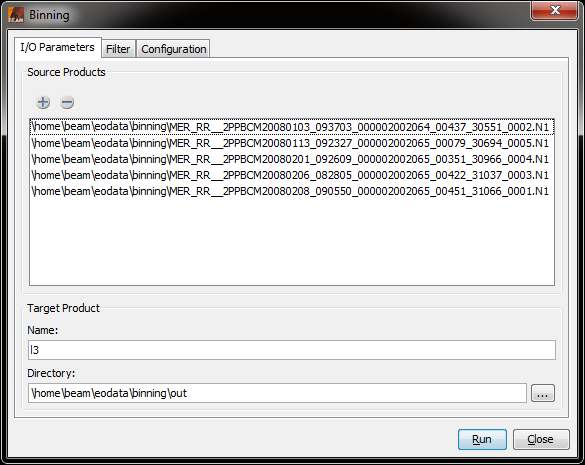 BEAM
Binning
I/O Parameters Filter Configuration
Source Products
\home\beam\eodata\binning\MER_RR__2PPBCM20080103_093703_000002002064_00437_30551_0002.N1
\home\beam\eodata\binning\MER_RR__2PPBCM20080113_092327_000002002065_00079_30694_0005.N1
\home\beam\eodata\binning\MER_RR__2PPBCM20080201_092609_000002002065_00351_30966_0004.N1
\home\beam\eodata\binning\MER_RR__2PPBCM20080206_082805_000002002065_00422_31037_0003.N1
\home\beam\eodata\binning\MER_RR__2PPBCM20080208_090550_000002002065_00451_31066_0001.N1
Target Product
Name:
l3
Directory:
\home\beam\eodata\binning\out
...
Run Close